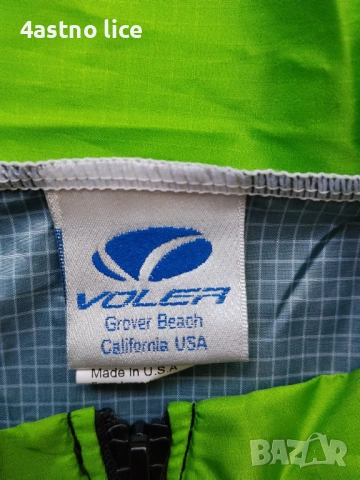 4astno lice
VOLER
Grover Beach
California USA
Made in U.S.A
BAZAR